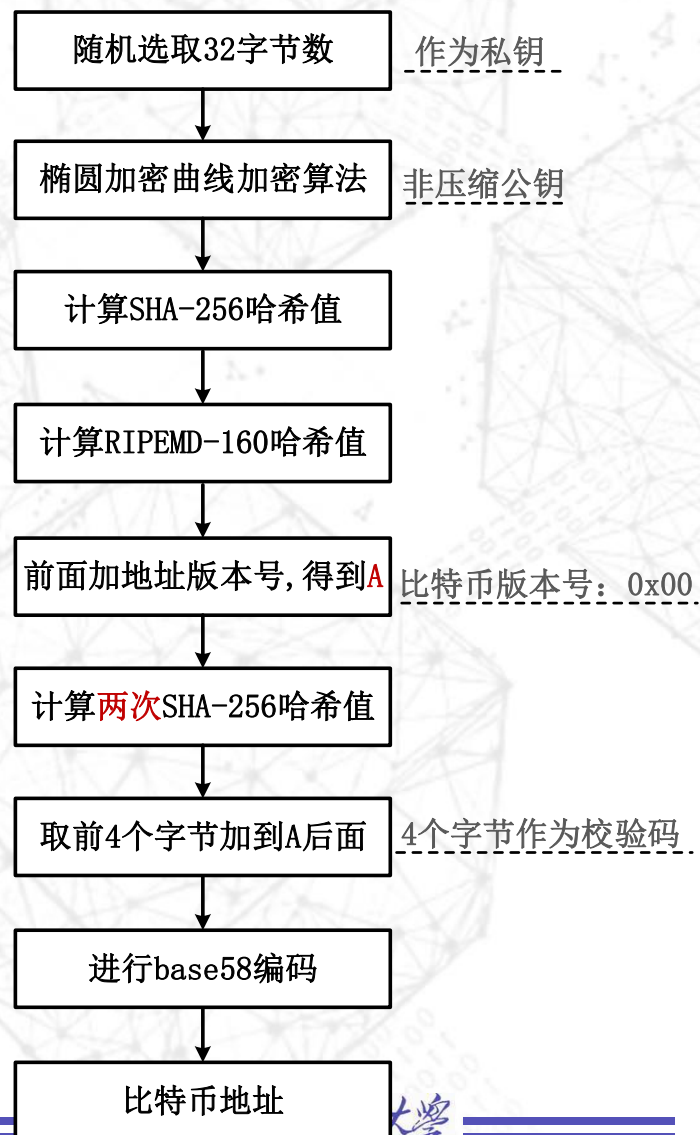 随机选取32字节数
作为私钥
椭圆加密曲线加密算法
非压缩公钥
计算SHA-256哈希值
计算RIPEMD-160哈希值
前面加地址版本号,得到A
比特币版本号：0x00
计算两次SHA-256哈希值
取前4个字节加到A后面
4个字节作为校验码
进行base58编码
比特币地址
大学